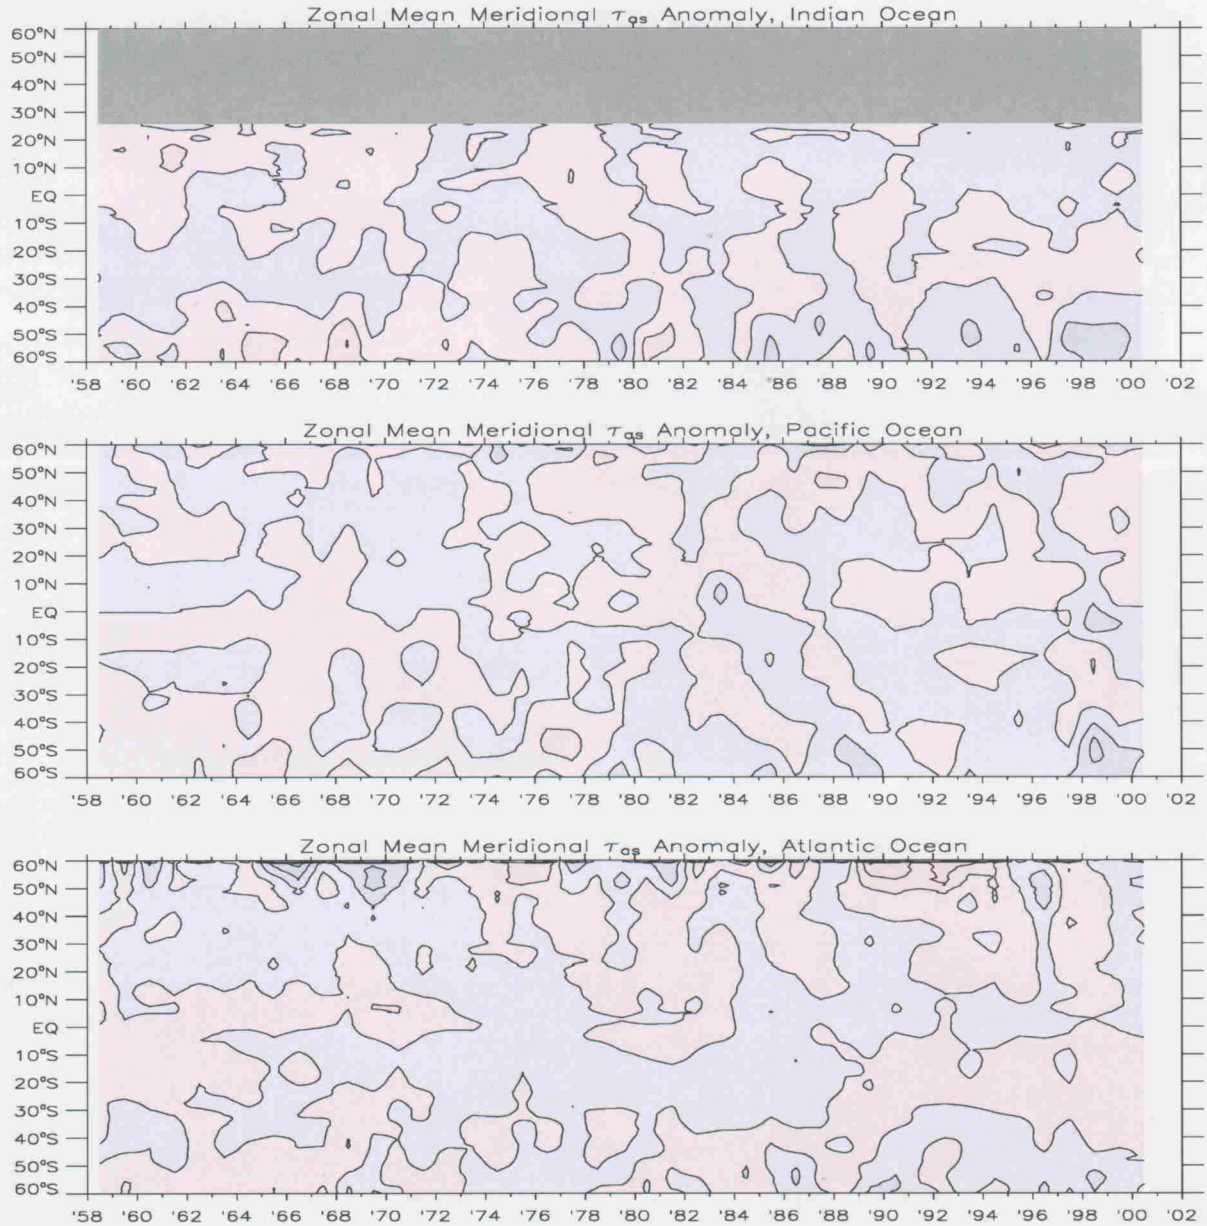 Zonal Mean Meridional τas Anomaly, Indian Ocean
60°N
50°N
40°N
30°N
20°N
10°N
EQ
10°S
20°S
30°S
40°S
50°S
60°S
'58 '60 '62 '64 '66 '68 '70 '72 '74 '76 '78 '80 '82 '84 '86 '88 '90 '92 '94 '96 '98 '00 '02
Zonal Mean Meridional τas Anomaly, Pacific Ocean
60°N
50°N
40°N
30°N
20°N
10°N
EQ
10°S
20°S
30°S
40°S
50°S
60°S
'58 '60 '62 '64 '66 '68 '70 '72 '74 '76 '78 '80 '82 '84 '86 '88 '90 '92 '94 '96 '98 '00 '02
Zonal Mean Meridional τas Anomaly, Atlantic Ocean
60°N
50°N
40°N
30°N
20°N
10°N
EQ
10°S
20°S
30°S
40°S
50°S
60°S
'58 '60 '62 '64 '66 '68 '70 '72 '74 '76 '78 '80 '82 '84 '86 '88 '90 '92 '94 '96 '98 '00 '02